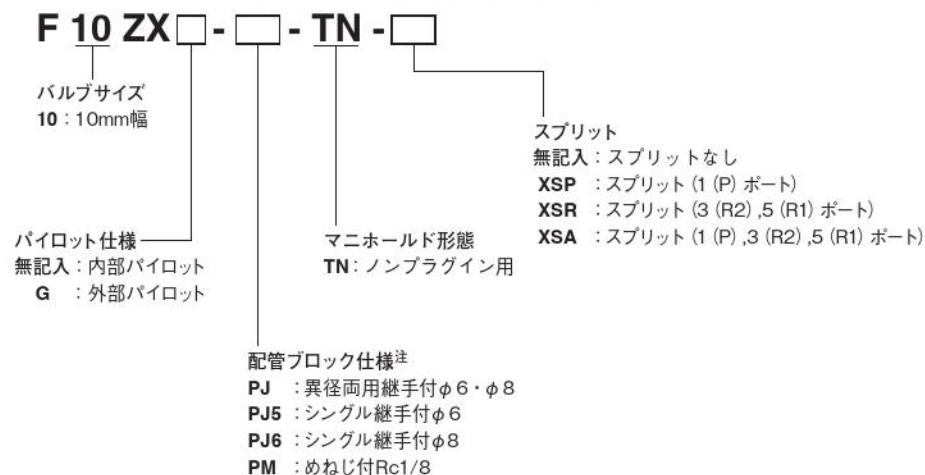 F 10 ZX□ - □ - TN - □
バルブサイズ
10：10mm幅
スプリット
無記入：スプリットなし
XSP ：スプリット (1 (P) ポート)
XSR ：スプリット (3 (R2) ,5 (R1) ポート)
XSA ：スプリット (1 (P) ,3 (R2) ,5 (R1) ポート)
パイロット仕様
無記入：内部パイロット
G ：外部パイロット
マニホールド形態
TN：ノンプラグイン用
配管ブロック仕様注
PJ ：異径両用継手付φ6・φ8
PJ5 ：シングル継手付φ6
PJ6 ：シングル継手付φ8
PM ：めねじ付Rc1/8